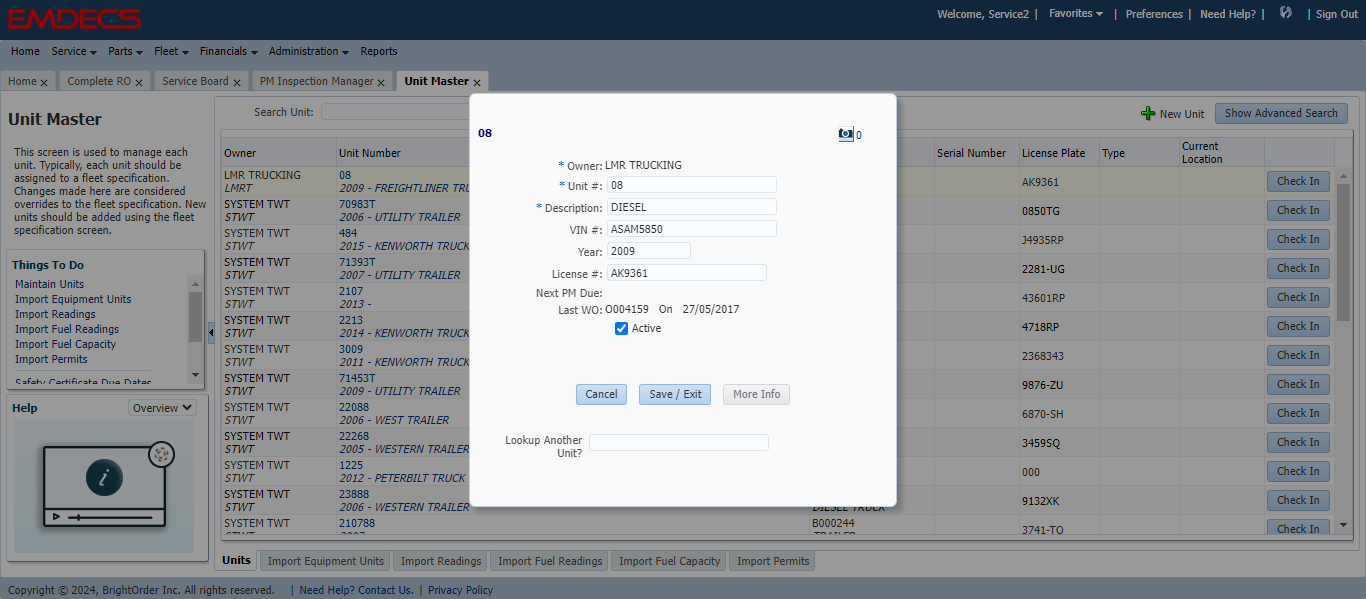 EMDECS
Welcome, Service2 | Favorites | Preferences | Need Help? | | Sign Out
Home Service Parts Fleet Financials Administration Reports
Home x Complete RO x Service Board x PM Inspection Manager x Unit Master x
Unit Master
This screen is used to manage each
unit. Typically, each unit should be
assigned to a fleet specification.
Changes made here are considered
overrides to the fleet specification. New
units should be added using the fleet
specification screen.
Things To Do
Maintain Units
Import Equipment Units
Import Readings
Import Fuel Readings
Import Fuel Capacity
Import Permits
Safety Certificate Due Dates
Help Overview
Search Unit:
New Unit Show Advanced Search
Owner Unit Number Serial Number License Plate Type Current
Location
LMR TRUCKING 08 AK9361 Check In
LMRT 2009 - FREIGHTLINER TRU
SYSTEM TWT 70983T 0850TG Check In
STWT 2006 - UTILITY TRAILER
SYSTEM TWT 484 J4935RP Check In
STWT 2015 - KENWORTH TRUCK
SYSTEM TWT 71393T 2281-UG Check In
STWT 2007 - UTILITY TRAILER
SYSTEM TWT 2107 43601RP Check In
STWT 2013 -
SYSTEM TWT 2213 4718RP Check In
STWT 2014 - KENWORTH TRUCK
SYSTEM TWT 3009 2368343 Check In
STWT 2011 - KENWORTH TRUCK
SYSTEM TWT 71453T 9876-ZU Check In
STWT 2009 - UTILITY TRAILER
SYSTEM TWT 22088 6870-SH Check In
STWT 2006 - WEST TRAILER
SYSTEM TWT 22268 3459SQ Check In
STWT 2005 - WESTERN TRAILER
SYSTEM TWT 1225 000 Check In
STWT 2012 - PETERBILT TRUCK
SYSTEM TWT 23888 9132XK Check In
STWT 2006 - WESTERN TRAILER DIESEL TRUCK
SYSTEM TWT 210788 B000244 3741-TO Check In
STWT 2007 TRAILER
08 0
* Owner: LMR TRUCKING
* Unit #: 08
* Description: DIESEL
VIN #: ASAM5850
Year: 2009
License #: AK9361
Next PM Due:
Last WO: O004159 On 27/05/2017
Active
Cancel Save / Exit More Info
Lookup Another
Unit?
Units Import Equipment Units Import Readings Import Fuel Readings Import Fuel Capacity Import Permits
Copyright © 2024, BrightOrder Inc. All rights reserved. | Need Help? Contact Us. | Privacy Policy